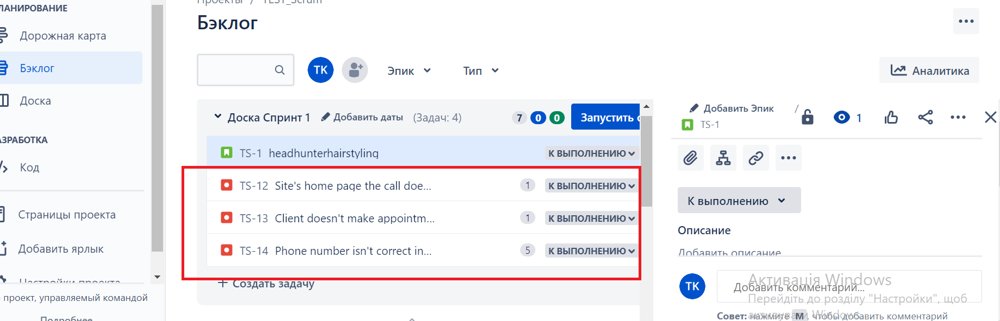 ЛАНИРОВАНИЕ
Дорожная карта
Бэклог
Доска
АЗРАБОТКА
Код
Страницы проекта
Добавить ярлык
Настройки проекта
проект, управляемый командой
Подробнее
Проекты / TEST_Scrum
Бэклог
TK
Эпик
Тип
Аналитика
Доска Спринт 1 Добавить даты (Задач: 4) 7 0 0 Запустить с
TS-1 headhunterhairstyling К ВЫПОЛНЕНИЮ
TS-12 Site's home page the call doe... 1 К ВЫПОЛНЕНИЮ
TS-13 Client doesn't make appointm... 1 К ВЫПОЛНЕНИЮ
TS-14 Phone number isn't correct in... 5 К ВЫПОЛНЕНИЮ
+ Создать задачу
Добавить Эпик /
TS-1
1
К выполнению
Описание
Добавить описание
TK
Добавить комментарий...
Совет: нажмите M, чтобы добавить комментарий
Активація Windows
Перейдіть до розділу "Настройки", щоб
активувати Windows.